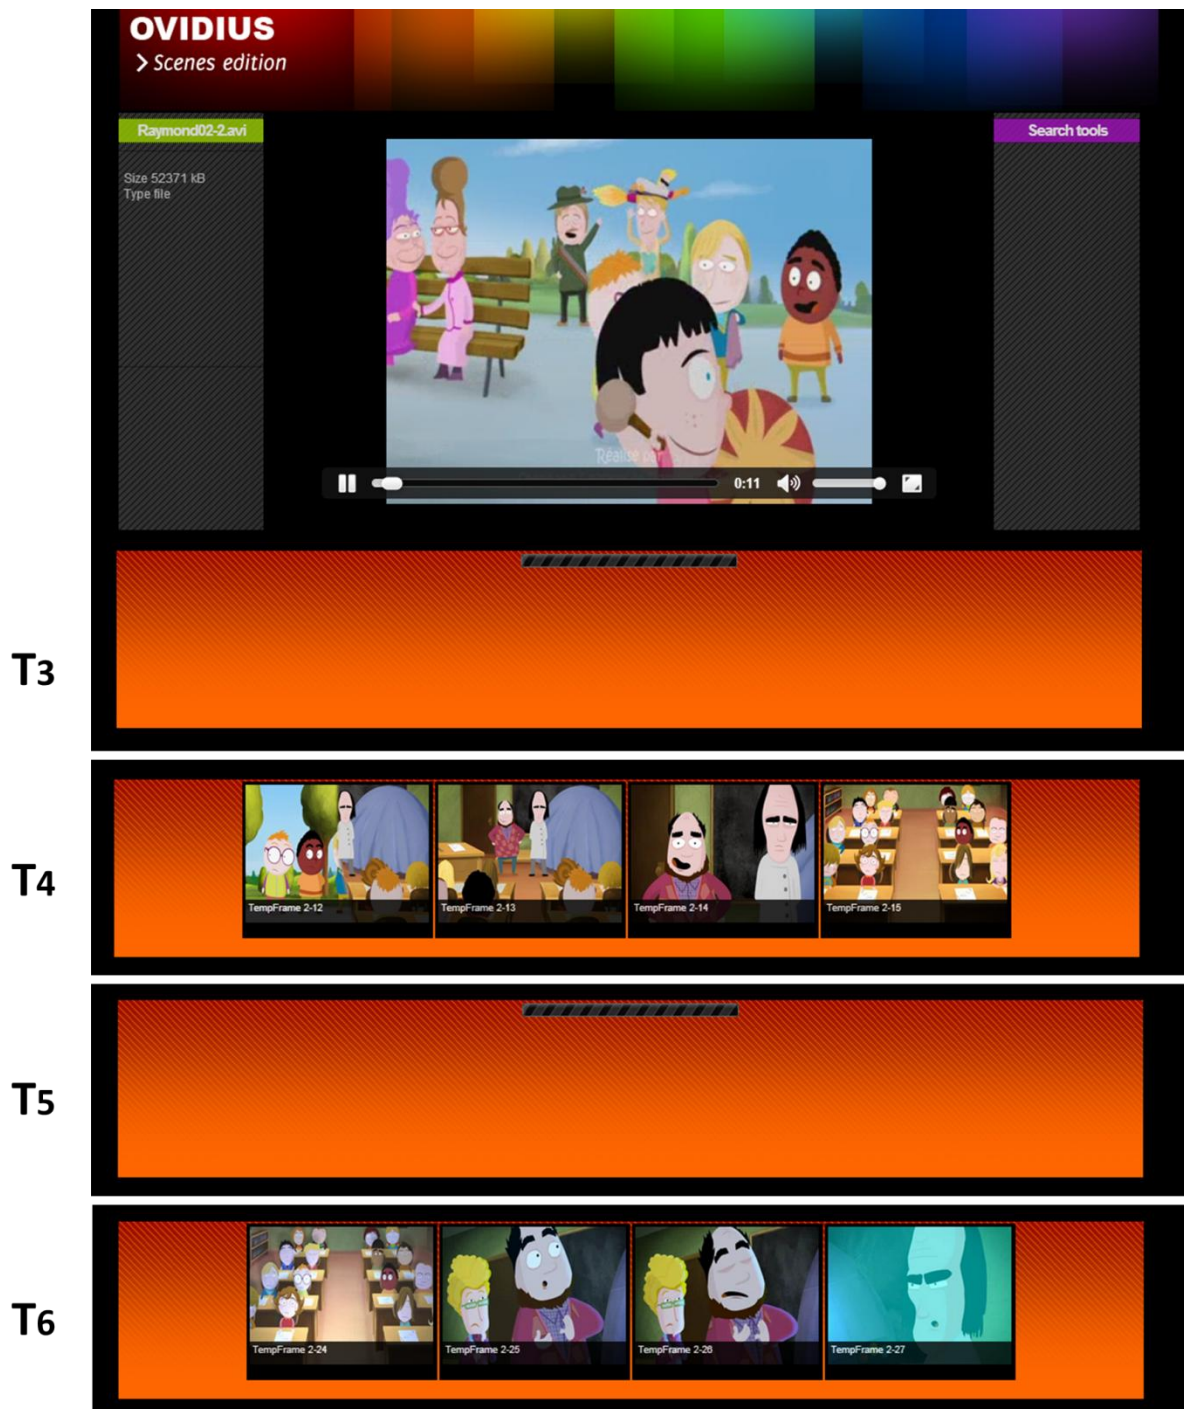 OVIDIUS
Scenes edition
Raymond02-2.avi
Search tools
Size 52371 kB
Type file
Réalisé par
0:11
T3
T4
TempFrame 2-12
TempFrame 2-13
TempFrame 2-14
TempFrame 2-15
T5
T6
TempFrame 2-24
TempFrame 2-25
TempFrame 2-26
TempFrame 2-27